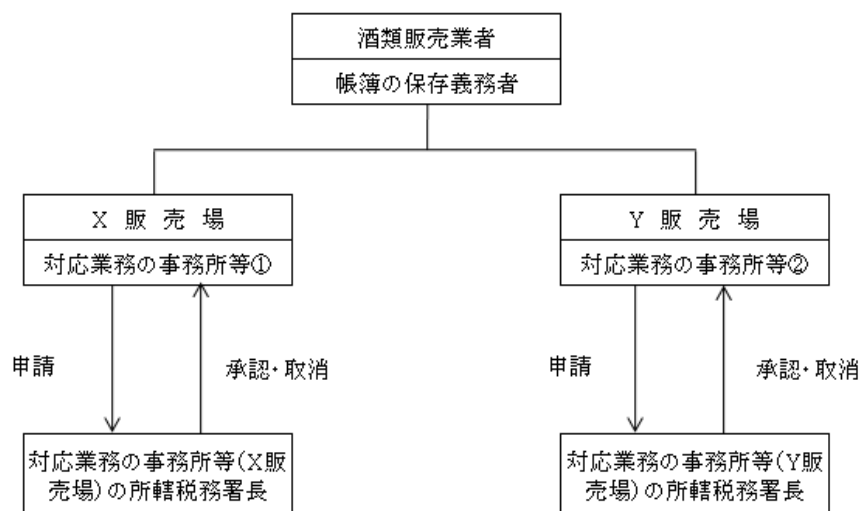 酒類販売業者
帳簿の保存義務者
X 販 売 場
対応業務の事務所等①
Y 販 売 場
対応業務の事務所等②
申請
承認・取消
申請
承認・取消
対応業務の事務所等(X販
売場)の所轄税務署長
対応業務の事務所等(Y販
売場)の所轄税務署長